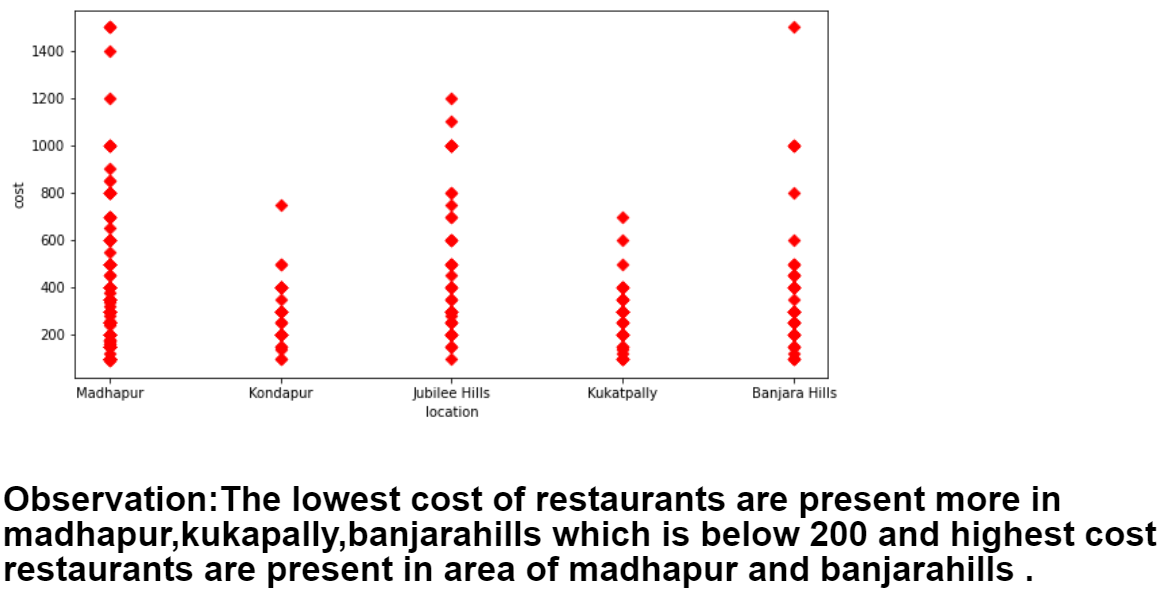 1400
1200
1000
800
600
400
200
cost
Madhapur Kondapur Jubilee Hills Kukatpally Banjara Hills
location
Observation:The lowest cost of restaurants are present more in
madhapur,kukapally,banjarahills which is below 200 and highest cost
restaurants are present in area of madhapur and banjarahills .